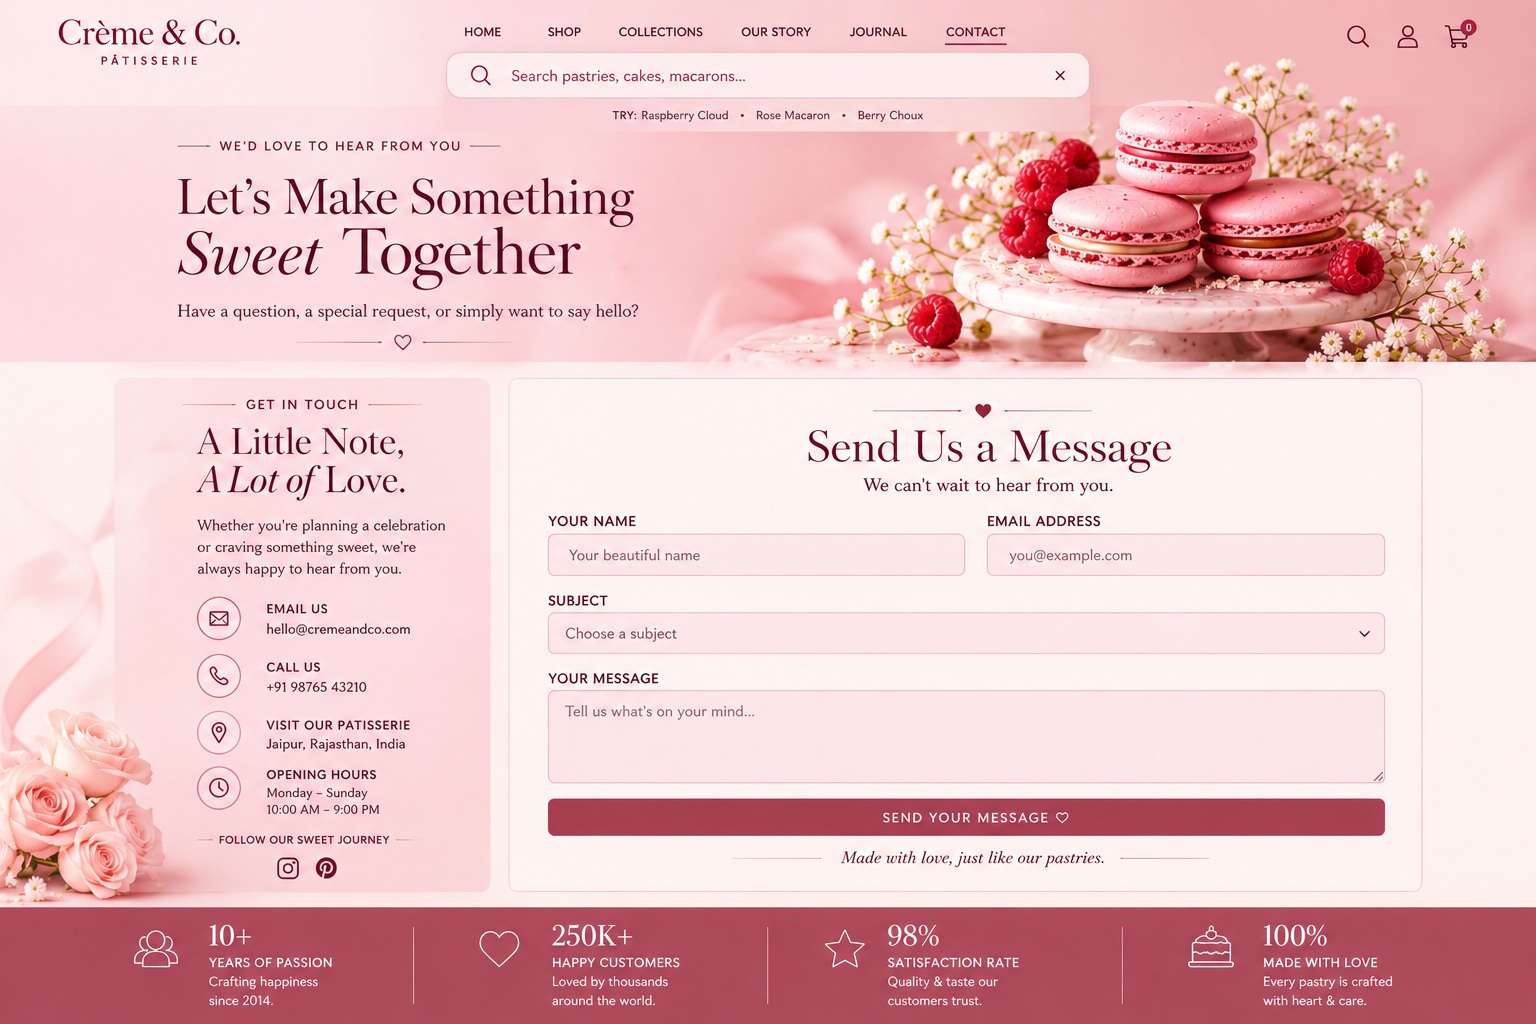 Crème & Co.
PÂTISSERIE
HOME SHOP COLLECTIONS OUR STORY JOURNAL CONTACT
0
Search pastries, cakes, macarons...
TRY: Raspberry Cloud • Rose Macaron • Berry Choux
WE'D LOVE TO HEAR FROM YOU
Let's Make Something
Sweet Together
Have a question, a special request, or simply want to say hello?
GET IN TOUCH
A Little Note,
A Lot of Love.
Whether you're planning a celebration
or craving something sweet, we're
always happy to hear from you.
EMAIL US
hello@cremeandco.com
CALL US
+91 98765 43210
VISIT OUR PATISSERIE
Jaipur, Rajasthan, India
OPENING HOURS
Monday – Sunday
10:00 AM – 9:00 PM
FOLLOW OUR SWEET JOURNEY
Send Us a Message
We can't wait to hear from you.
YOUR NAME
Your beautiful name
EMAIL ADDRESS
you@example.com
SUBJECT
Choose a subject
YOUR MESSAGE
Tell us what's on your mind...
SEND YOUR MESSAGE
Made with love, just like our pastries.
10+
YEARS OF PASSION
Crafting happiness
since 2014.
250K+
HAPPY CUSTOMERS
Loved by thousands
around the world.
98%
SATISFACTION RATE
Quality & taste our
customers trust.
100%
MADE WITH LOVE
Every pastry is crafted
with heart & care.